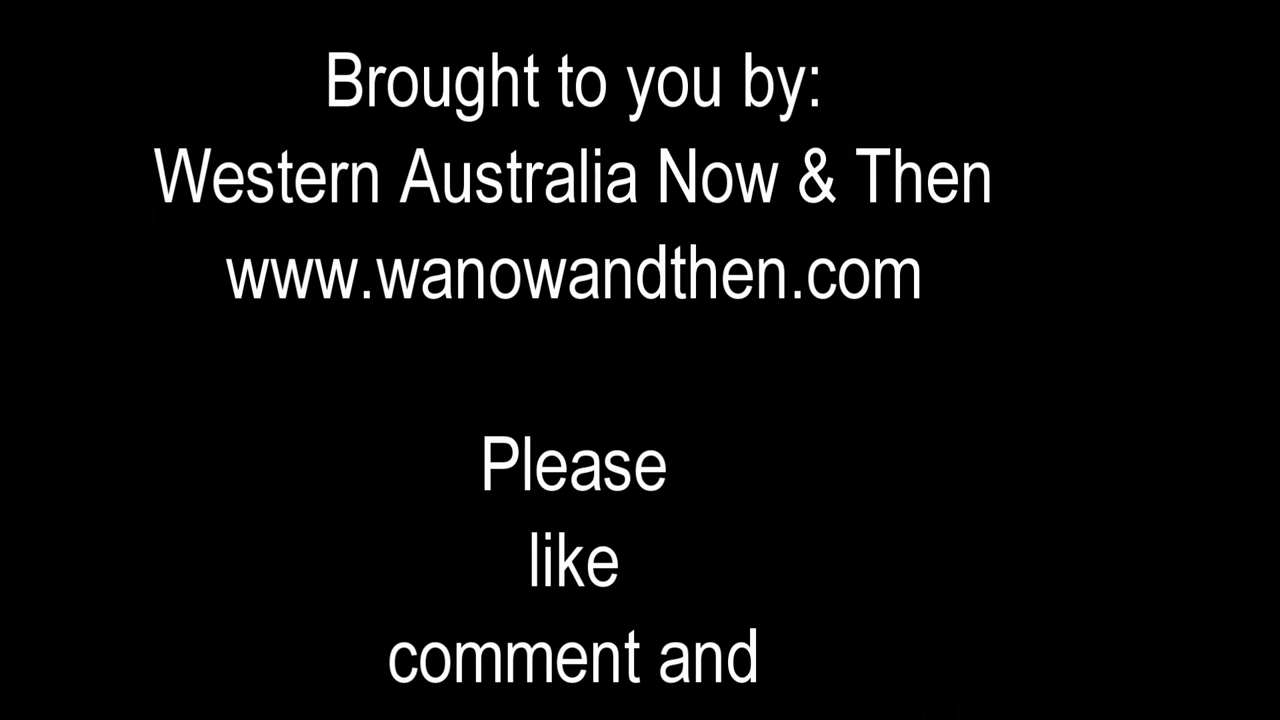 Brought to you by:
Western Australia Now & Then
www.wanowandthen.com
Please
like
comment and